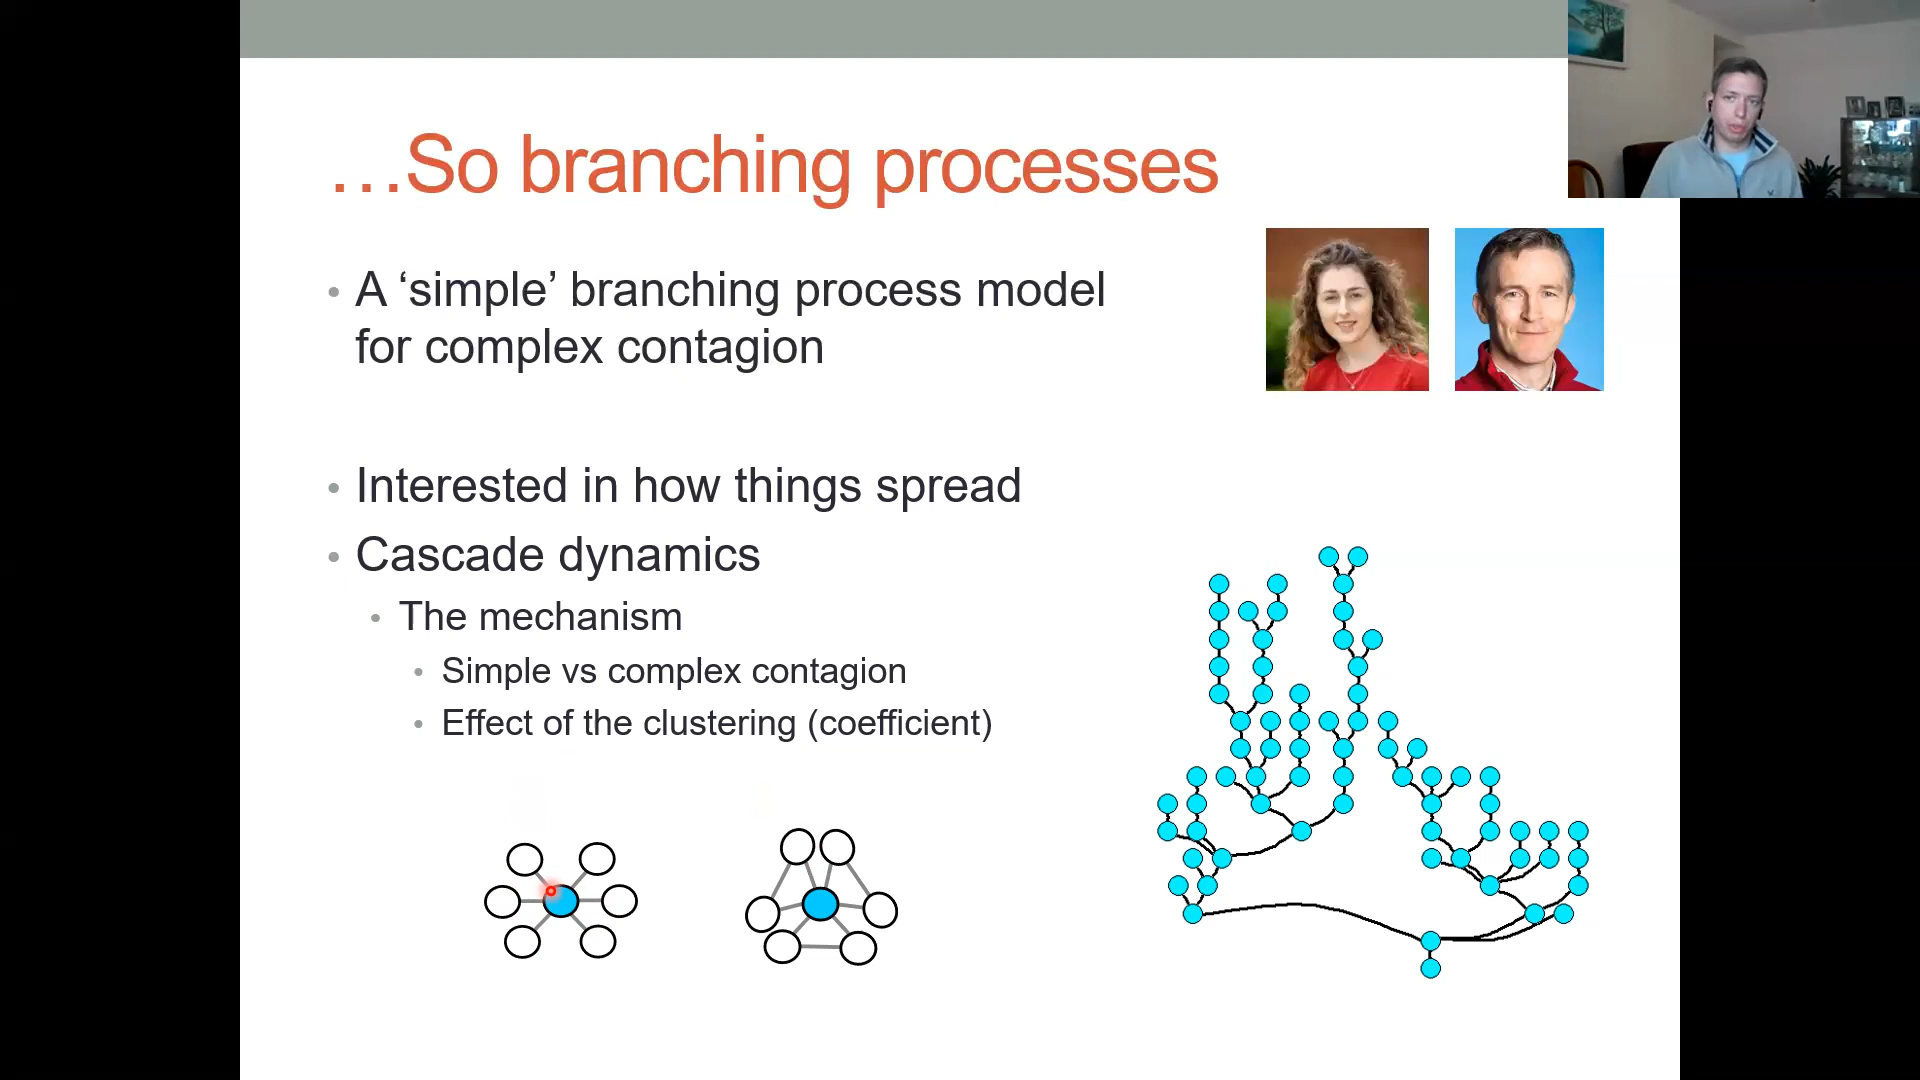 …So branching processes
• A ‘simple’ branching process model
for complex contagion
• Interested in how things spread
• Cascade dynamics
• The mechanism
• Simple vs complex contagion
• Effect of the clustering (coefficient)